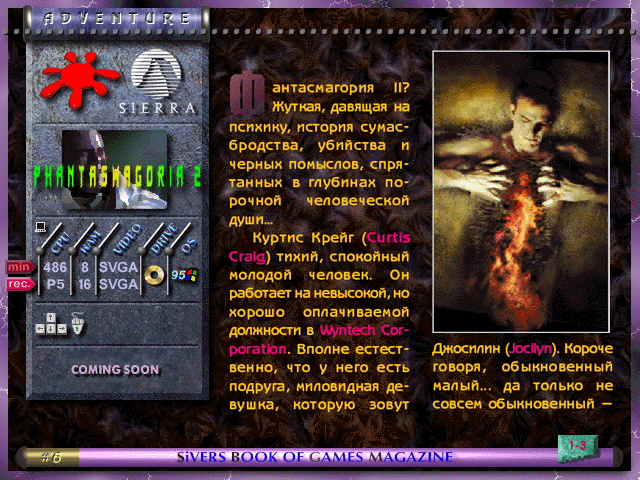 ADVENTURE
SIERRA
PHANTASMAGORIA 2
CPU RAM VIDEO DRIVE OS
min 486 8 SVGA 95
rec. P5 16 SVGA
COMING SOON
Фантасмагория II?
Жуткая, давящая на
психику, история сумас-
бродства, убийства и
черных помыслов, спря-
танных в глубинах по-
рочной человеческой
души...
Куртис Крейг (Curtis
Craig) тихий, спокойный
молодой человек. Он
работает на невысокой, но
хорошо оплачиваемой
должности в Wyntech Cor-
poration. Вполне естест-
венно, что у него есть
подруга, миловидная де-
вушка, которую зовут
Джосилин (Jocilyn). Короче
говоря, обыкновенный
малый... да только не
совсем обыкновенный —
#6
SiVERS BOOK OF GAMES MAGAZINE
1-3